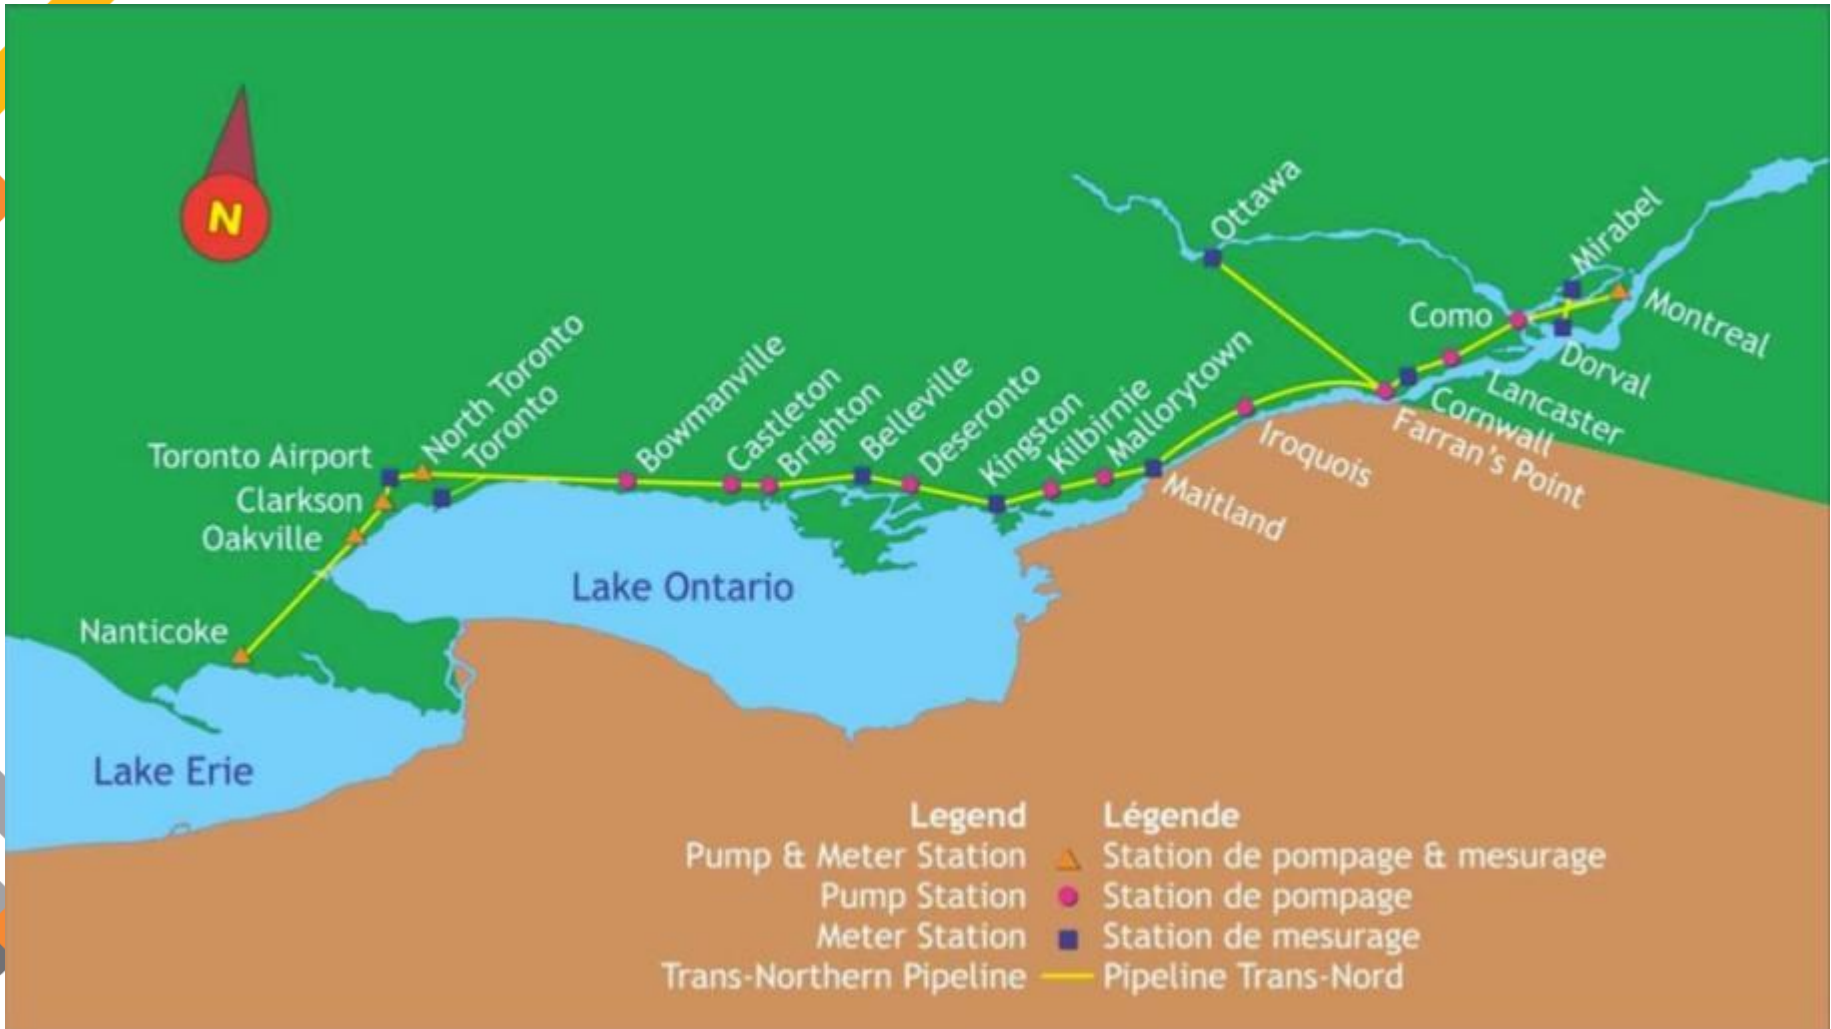 N
Ottawa
Mirabel
Montreal
Como
Dorval
Lancaster
Cornwall
Farran's Point
Iroquois
Maitland
Mallorytown
Kilbirnie
Kingston
Deseronto
Belleville
Brighton
Castleton
Bowmanville
North Toronto
Toronto
Toronto Airport
Clarkson
Oakville
Nanticoke
Lake Ontario
Lake Erie
Legend Légende
Pump & Meter Station Station de pompage & mesurage
Pump Station Station de pompage
Meter Station Station de mesurage
Trans-Northern Pipeline Pipeline Trans-Nord